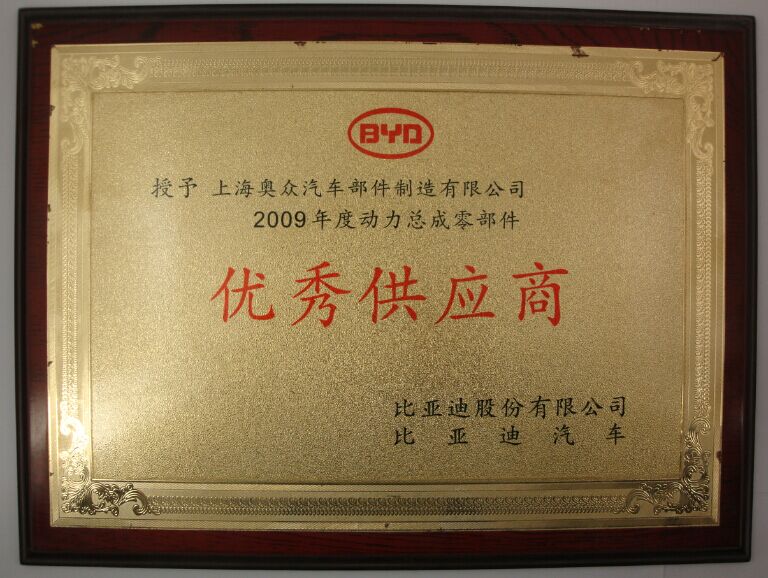 BYD
授予 上海奥众汽车部件制造有限公司
2009年度动力总成零部件
优秀供应商
比亚迪股份有限公司
比亚迪汽车